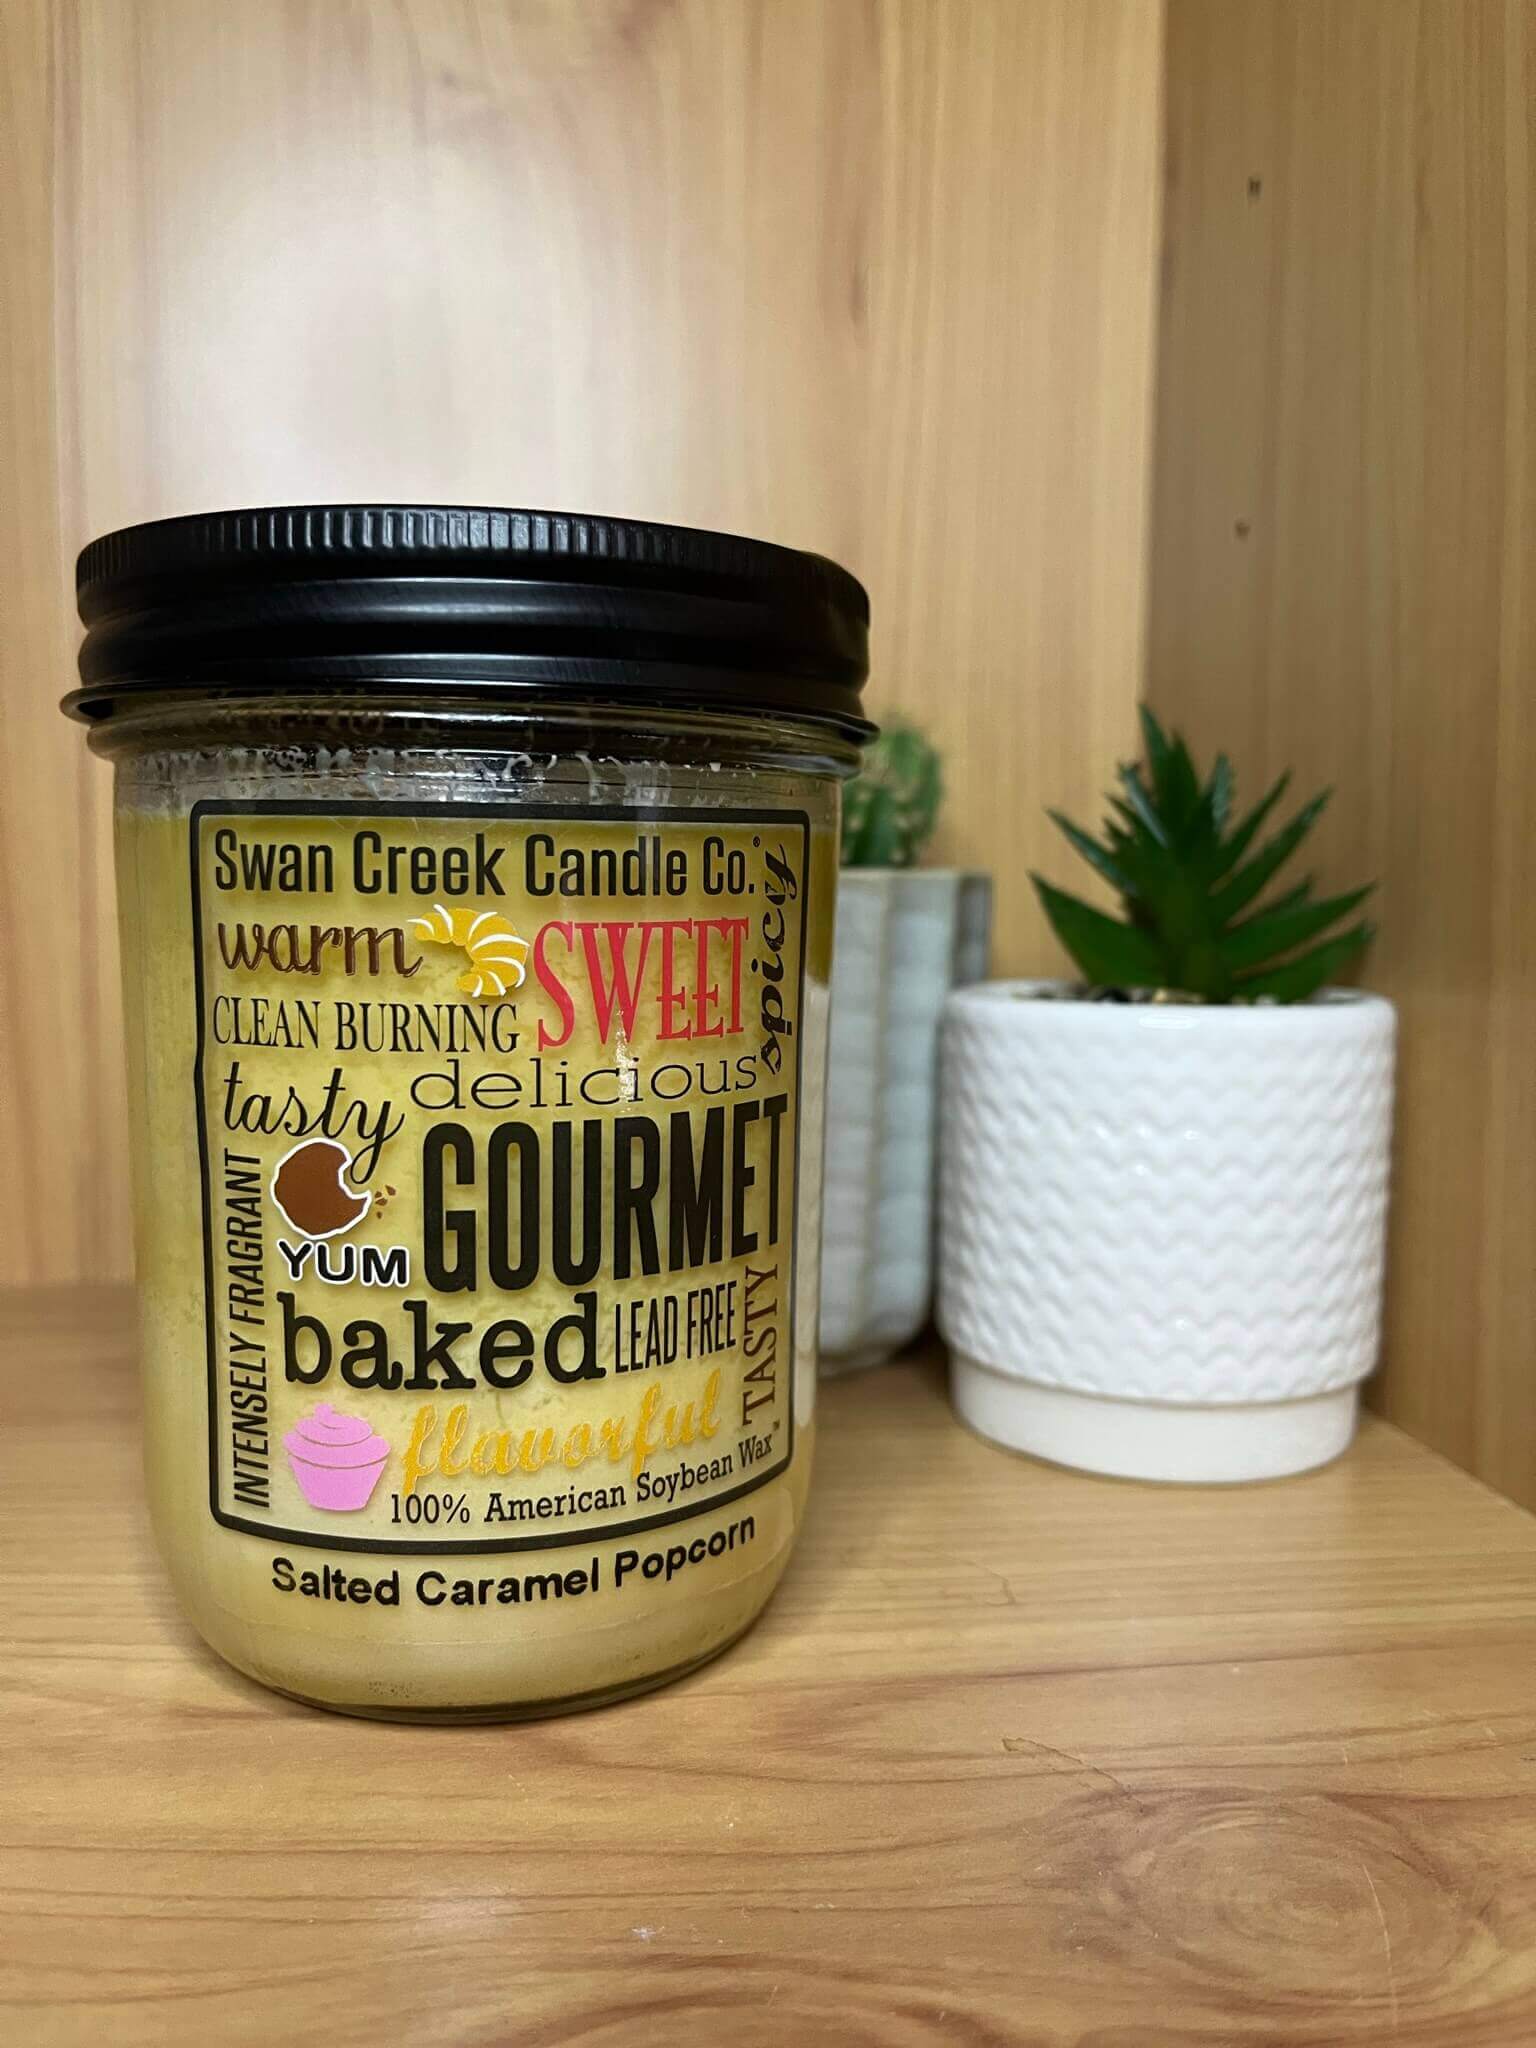 Swan Creek Candle Co.®
warm
SWEET
spicy
CLEAN BURNING
tasty
delicious
YUM
GOURMET
INTENSELY FRAGRANT
baked
LEAD FREE
TASTY
flavorful
100% American Soybean Wax™
Salted Caramel Popcorn